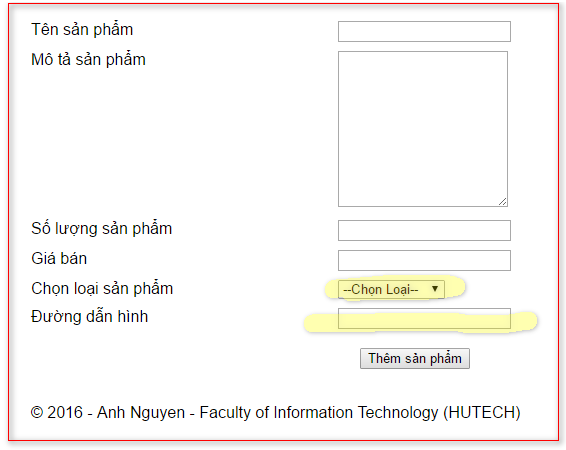 Tên sản phẩm
Mô tả sản phẩm
Số lượng sản phẩm
Giá bán
Chọn loại sản phẩm --Chọn Loại--
Đường dẫn hình
Thêm sản phẩm
© 2016 - Anh Nguyen - Faculty of Information Technology (HUTECH)